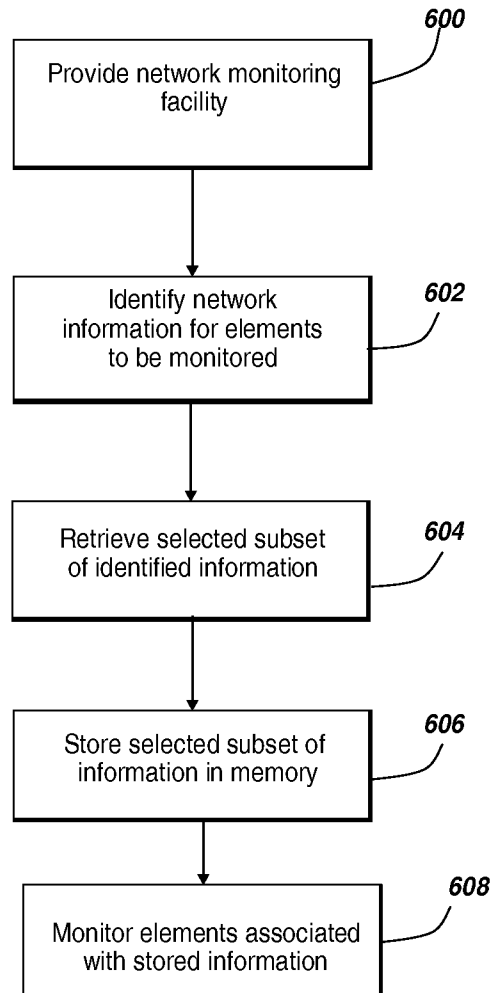 600
Provide network monitoring
facility
602
Identify network
information for elements
to be monitored
604
Retrieve selected subset
of identified information
606
Store selected subset of
information in memory
608
Monitor elements associated
with stored information